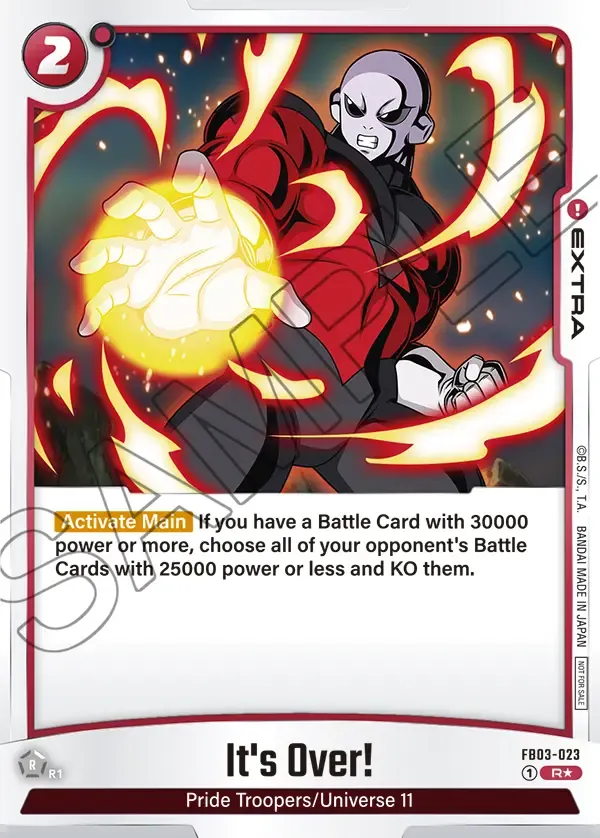 2
! EXTRA
SAMPLE
Activate Main If you have a Battle Card with 30000
power or more, choose all of your opponent's Battle
Cards with 25000 power or less and KO them.
©B.S./S., T.A. BANDAI MADE IN JAPAN
NOT FOR SALE
R R1
It's Over!
FB03-023
1 R★
Pride Troopers/Universe 11